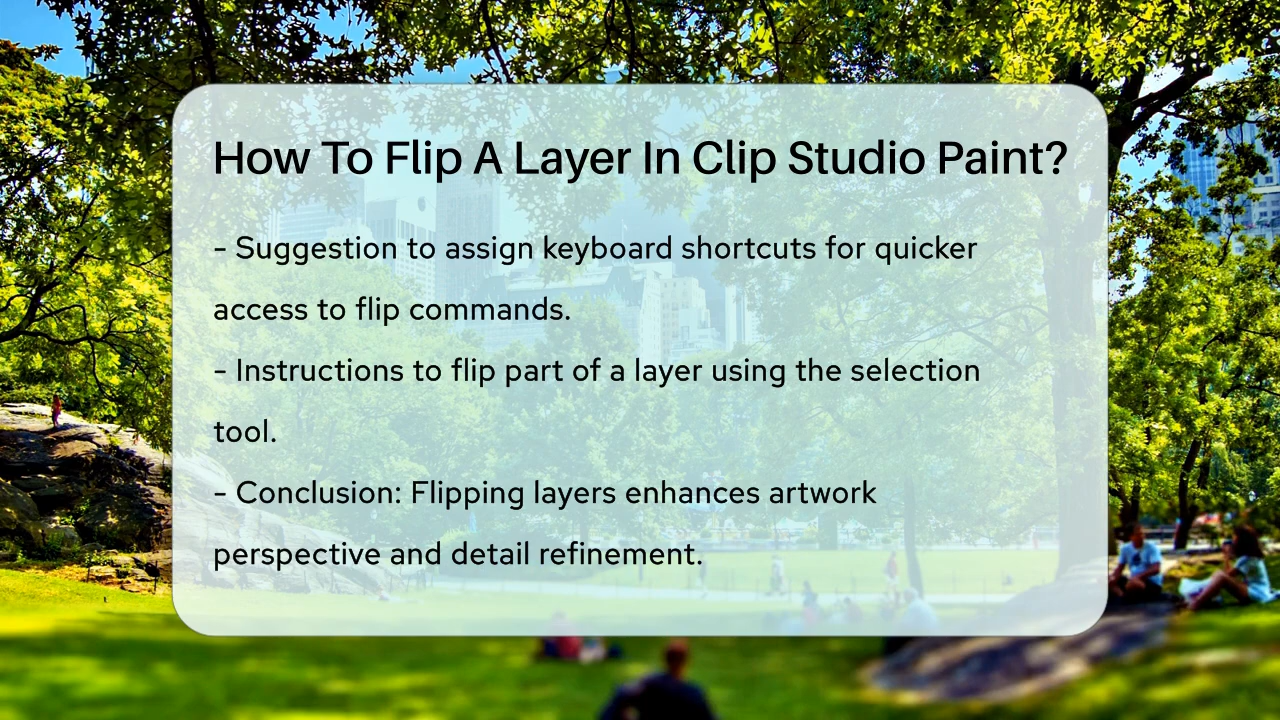 How To Flip A Layer In Clip Studio Paint?
- Suggestion to assign keyboard shortcuts for quicker
access to flip commands.
- Instructions to flip part of a layer using the selection
tool.
- Conclusion: Flipping layers enhances artwork
perspective and detail refinement.